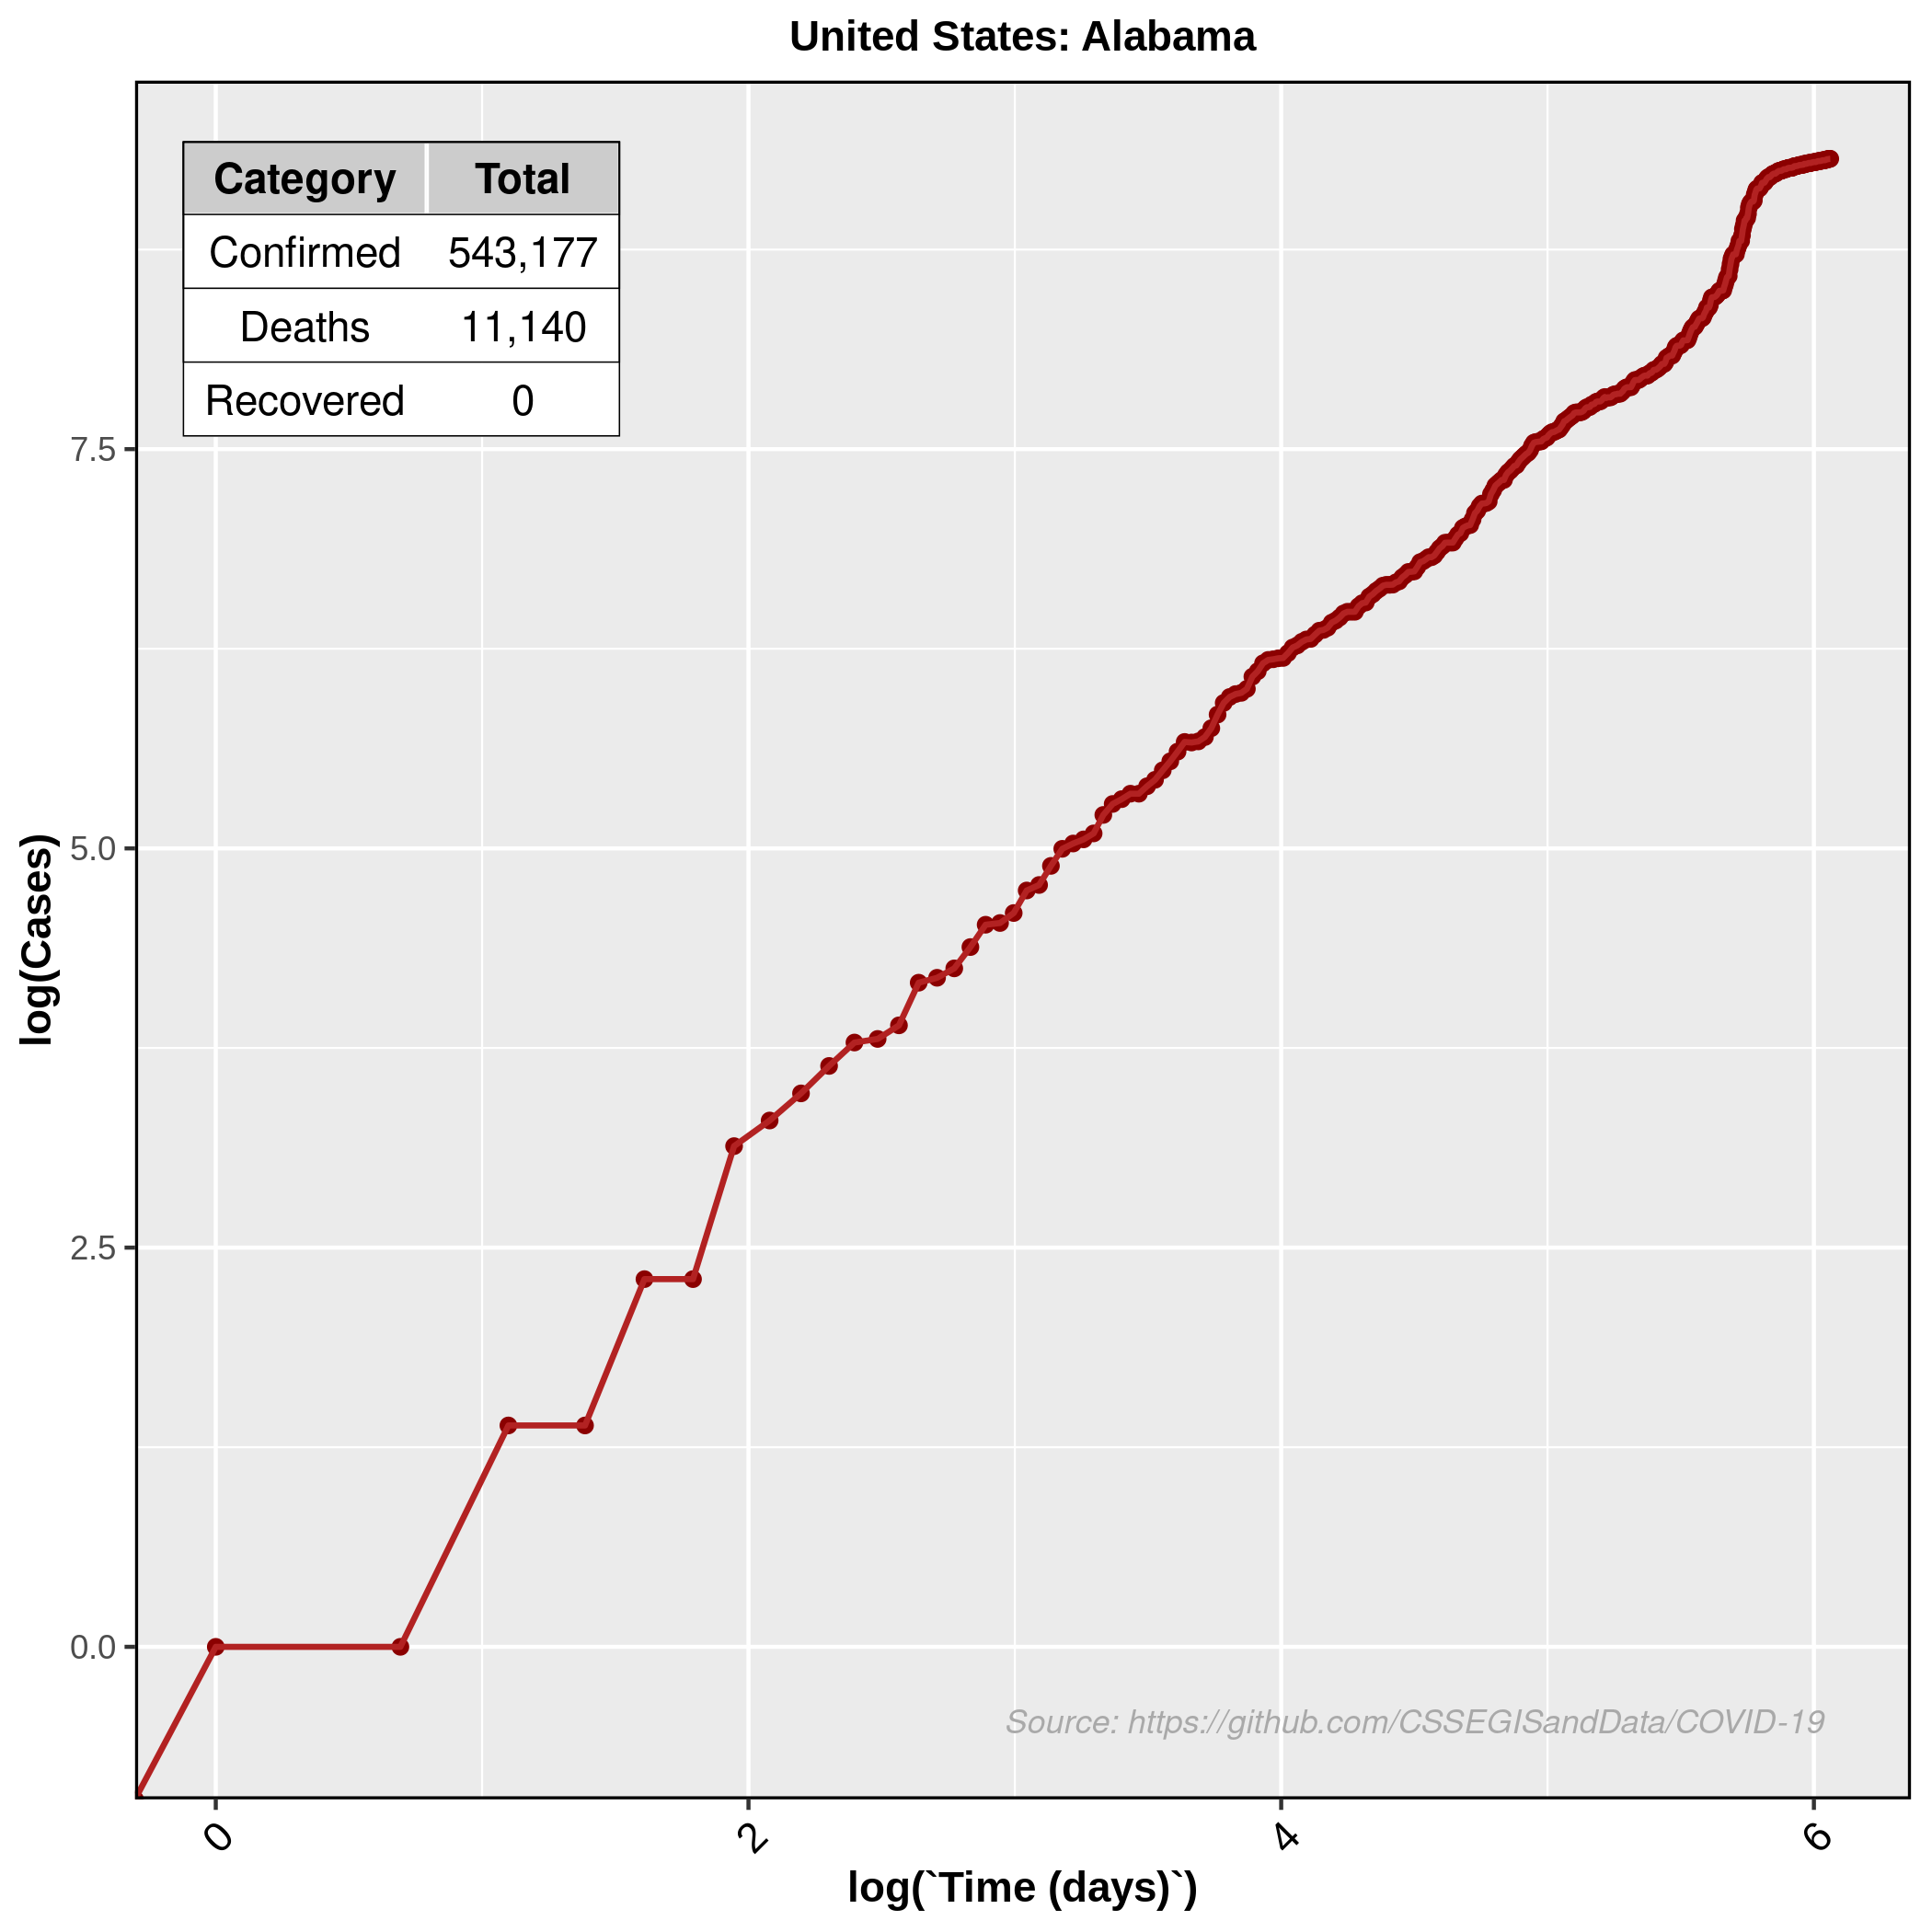 United States: Alabama
Category Total
Confirmed 543,177
Deaths 11,140
Recovered 0
7.5
5.0
2.5
0.0
log(Cases)
Source: https://github.com/CSSEGISandData/COVID-19
0 2 4 6
log(`Time (days)`)